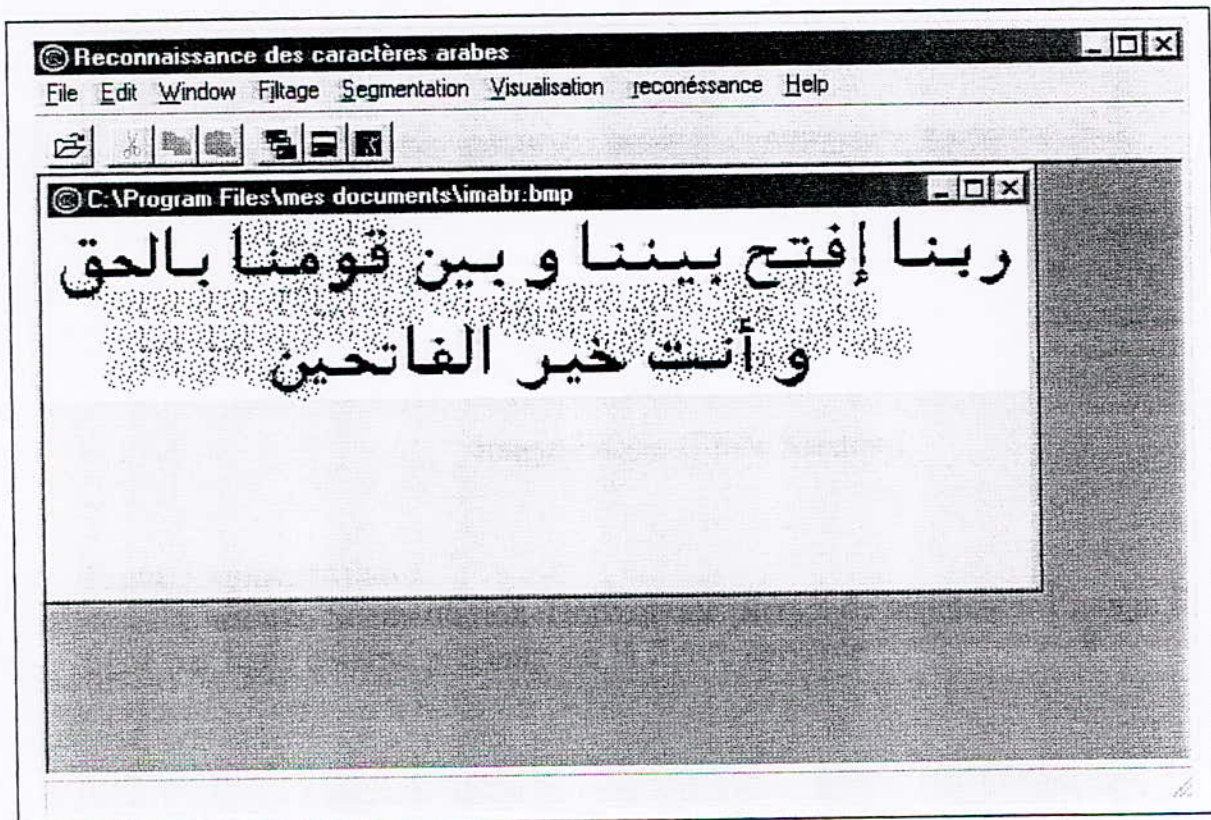 Reconnaissance des caractères arabes
File Edit Window Filtage Segmentation Visualisation reconéssance Help
C:\Program Files\mes documents\imabr.bmp
ربنا إفتح بيننا و بين قومنا بالحق
و أنت خير الفاتحين